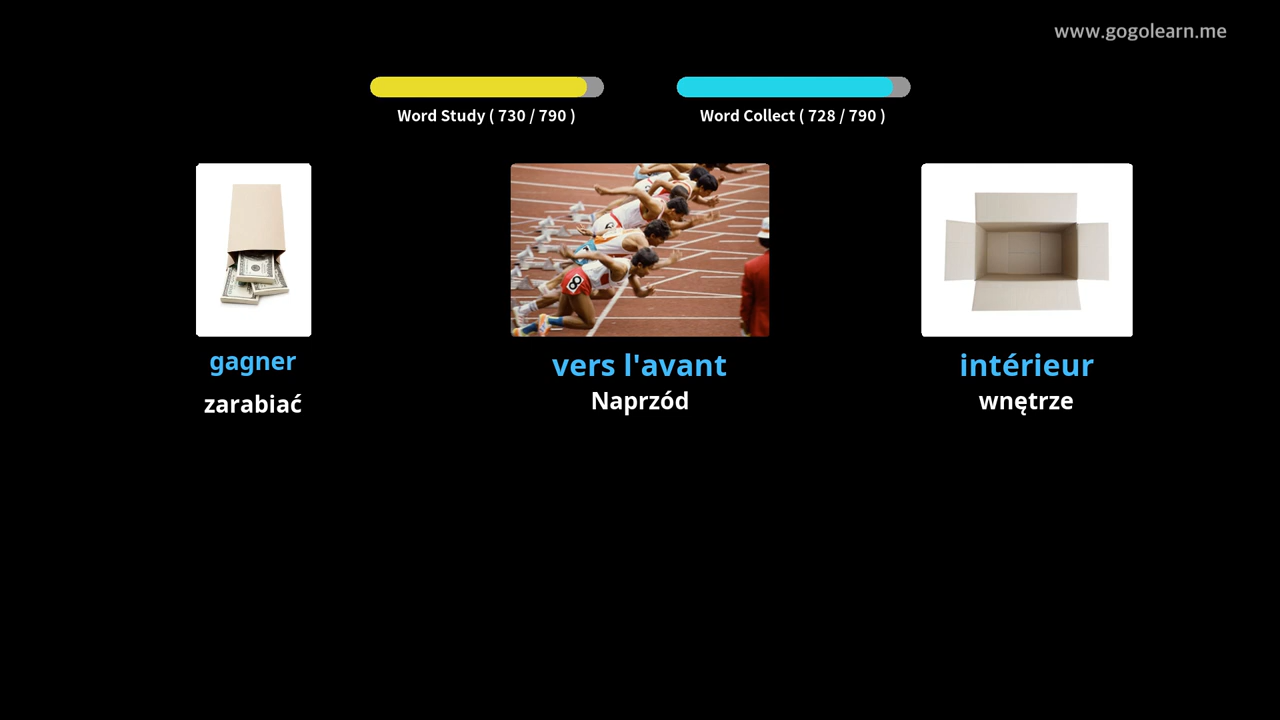 www.gogolearn.me
Word Study ( 730 / 790 )
Word Collect ( 728 / 790 )
gagner
zarabiać
vers l'avant
Naprzód
intérieur
wnętrze